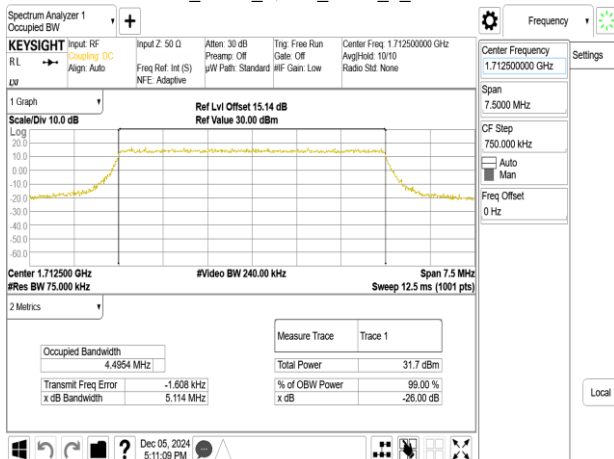 Spectrum Analyzer 1
Occupied BW
+
Frequency
KEYSIGHT
RL
LXI
Input: RF
Coupling: DC
Align: Auto
Input Z: 50 Ω
Freq Ref: Int (S)
NFE: Adaptive
Atten: 30 dB
Preamp: Off
µW Path: Standard
Trig: Free Run
Gate: Off
#IF Gain: Low
Center Freq: 1.712500000 GHz
Avg|Hold: 10/10
Radio Std: None
Center Frequency
1.712500000 GHz
Settings
Span
7.5000 MHz
CF Step
750.000 kHz
Auto
Man
Freq Offset
0 Hz
Local
1 Graph
Scale/Div 10.0 dB
Ref Lvl Offset 15.14 dB
Ref Value 30.00 dBm
Log
20.0
10.0
0.00
-10.0
-20.0
-30.0
-40.0
-50.0
-60.0
Center 1.712500 GHz
#Video BW 240.00 kHz
Span 7.5 MHz
#Res BW 75.000 kHz
Sweep 12.5 ms (1001 pts)
2 Metrics
Measure Trace Trace 1
Occupied Bandwidth
4.4954 MHz
Total Power 31.7 dBm
Transmit Freq Error -1.608 kHz
% of OBW Power 99.00 %
x dB Bandwidth 5.114 MHz
x dB -26.00 dB
?
Dec 05, 2024
5:11:09 PM